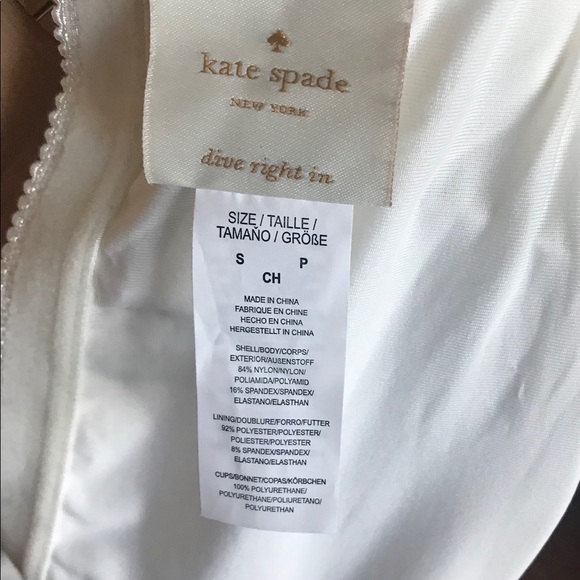 kate spade
NEW YORK
dive right in
SIZE / TAILLE /
TAMAŇO / GRÖßE
S P
CH
MADE IN CHINA
FABRIQUE EN CHINE
HECHO EN CHINA
HERGESTELLT IN CHINA
SHELL/BODY/CORPS/
EXTERIOR/AUßENSTOFF
84% NYLON/NYLON/
POLIAMIDA/POLYAMID
16% SPANDEX/SPANDEX/
ELASTANO/ELASTHAN
LINING/DOUBLURE/FORRO/FUTTER
92% POLYESTER/POLYESTER/
POLIESTER/POLYESTER
8% SPANDEX/SPANDEX/
ELASTANO/ELASTHAN
CUPS/BONNET/COPAS/KÖRBCHEN
100% POLYURETHANE/
POLYURETHANE/POLIURETANO/
POLYURETHAN